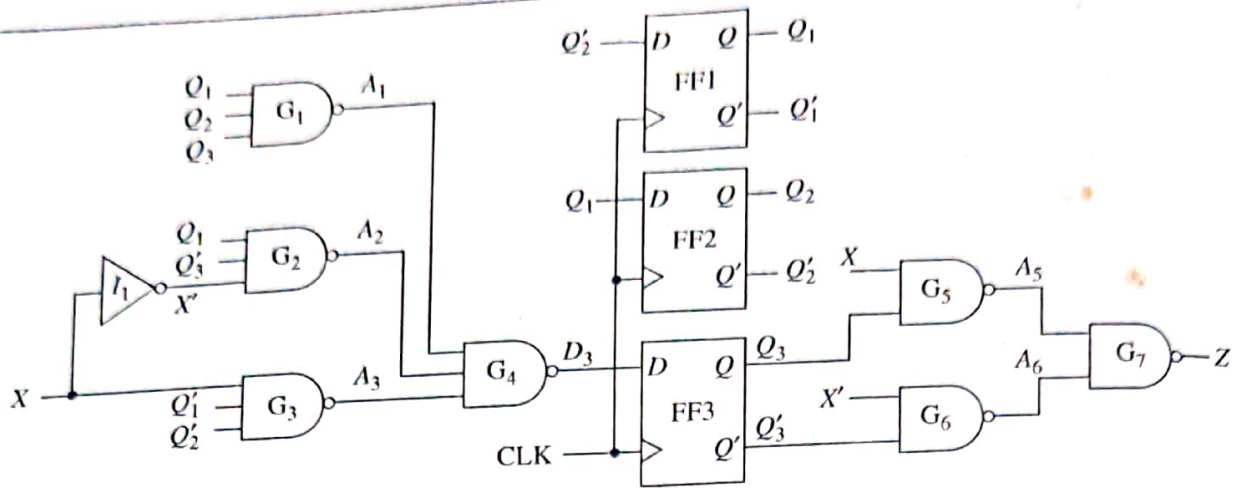 Q′2 D Q Q1
FF1
Q′ Q′1
Q1 Q2 Q3 G1 A1
Q1 D Q Q2
FF2
Q′ Q′2
Q1 Q′3 X′ G2 A2
I1
X
Q′1 Q′2 G3 A3
G4 D3
D Q Q3
FF3
Q′ Q′3
CLK
X G5 A5
X′ G6 A6
G7 Z